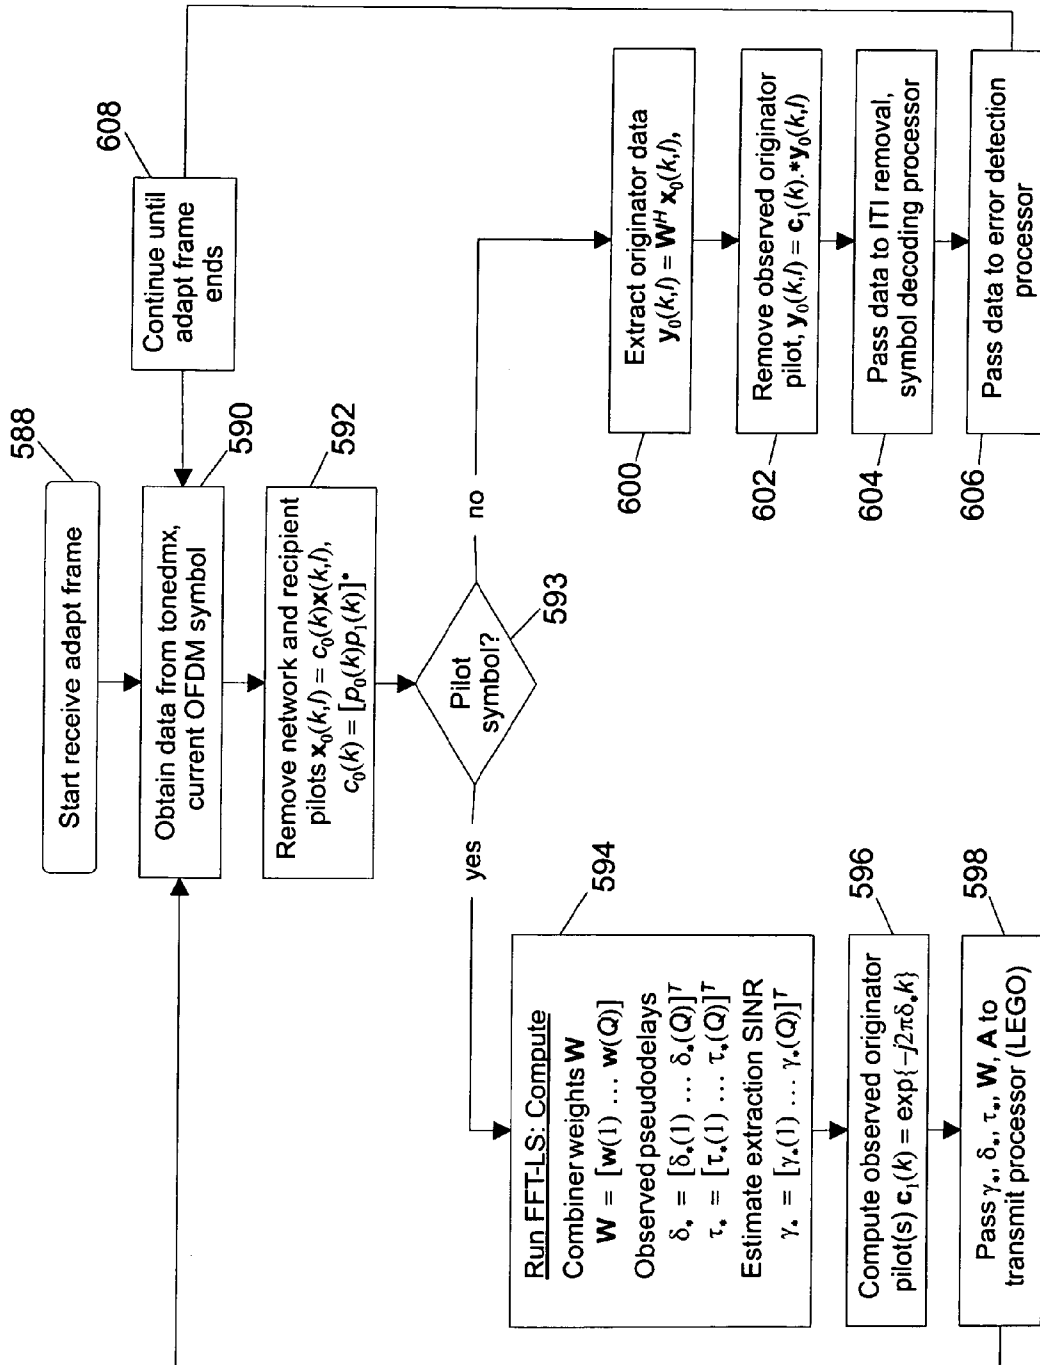 588
Start receive adapt frame
608
Continue until
adapt frame
ends
590
Obtain data from tonedmx,
current OFDM symbol
592
Remove network and recipient
pilots x₀(k,l) = c₀(k)x(k,l),
c₀(k) = [p₀(k)p₁(k)]*
593
Pilot
symbol?
yes
no
594
Run FFT-LS: Compute
Combiner weights W
W = [w(1) ... w(Q)]
Observed pseudodelays
δ* = [δ*(1) ... δ*(Q)]ᵀ
τ* = [τ*(1) ... τ*(Q)]ᵀ
Estimate extraction SINR
γ* = [γ*(1) ... γ*(Q)]ᵀ
596
Compute observed originator
pilot(s) c₁(k) = exp{-j2πδ*k}
598
Pass γ*, δ*, τ*, W, A to
transmit processor (LEGO)
600
Extract originator data
y₀(k,l) = Wᴴ x₀(k,l),
602
Remove observed originator
pilot, y₀(k,l) = c₁(k).*y₀(k,l)
604
Pass data to ITI removal,
symbol decoding processor
606
Pass data to error detection
processor